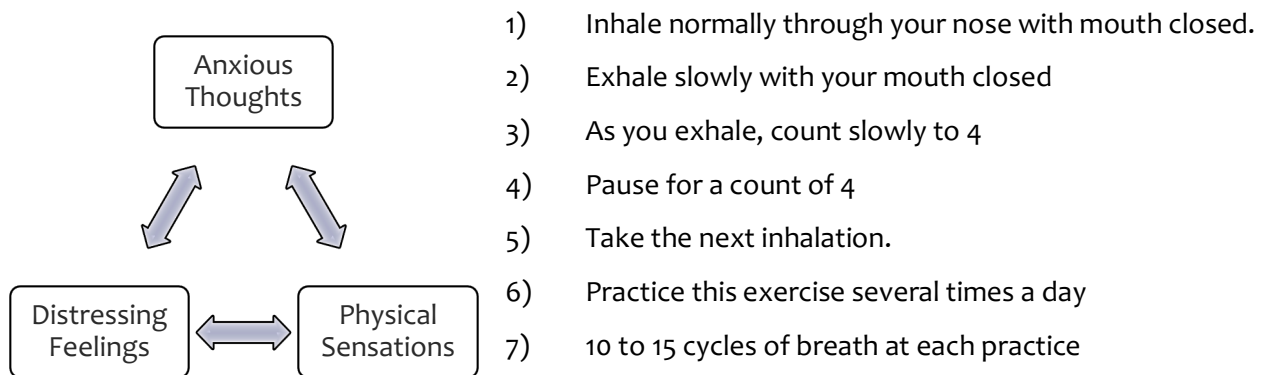 Anxious
Thoughts
Distressing
Feelings
Physical
Sensations
1) Inhale normally through your nose with mouth closed.
2) Exhale slowly with your mouth closed
3) As you exhale, count slowly to 4
4) Pause for a count of 4
5) Take the next inhalation.
6) Practice this exercise several times a day
7) 10 to 15 cycles of breath at each practice